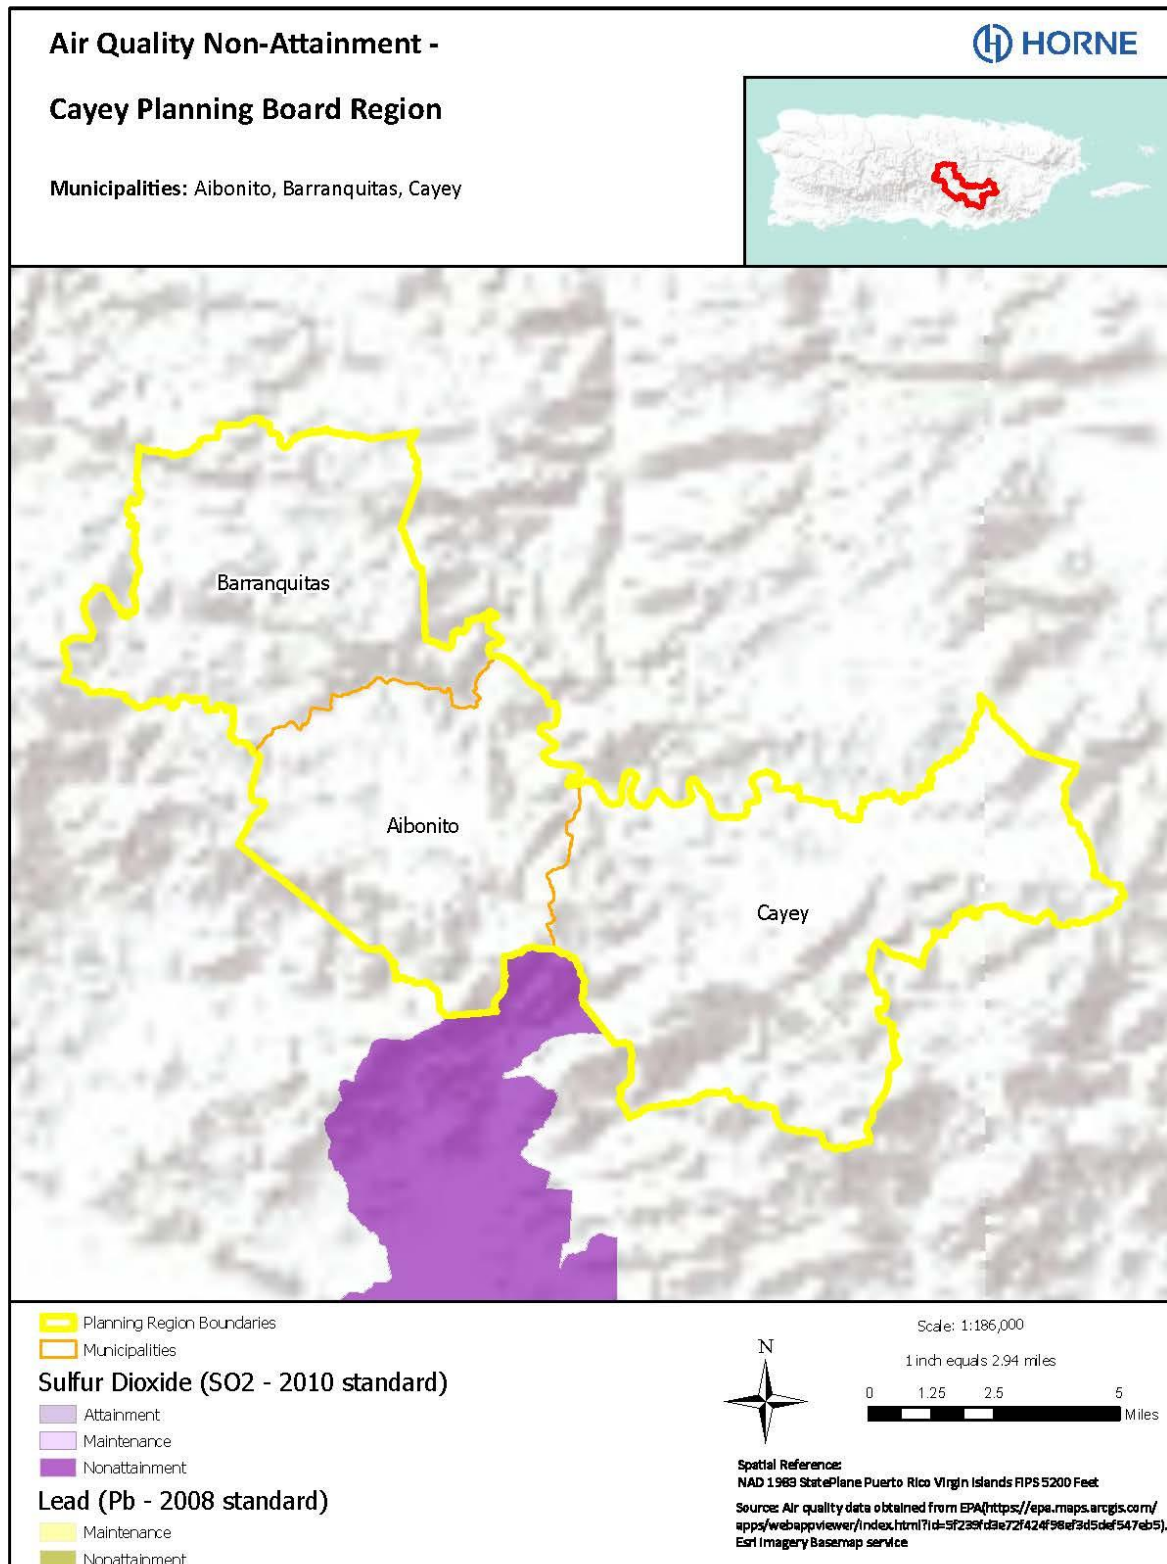 Air Quality Non-Attainment -
HORNE
Cayey Planning Board Region
Municipalities: Aibonito, Barranquitas, Cayey
Barranquitas
Aibonito
Cayey
Planning Region Boundaries
Municipalities
Sulfur Dioxide (SO2 - 2010 standard)
Attainment
Maintenance
Nonattainment
Lead (Pb - 2008 standard)
Maintenance
Nonattainment
N
Scale: 1:186,000
1 inch equals 2.94 miles
0 1.25 2.5 5
Miles
Spatial Reference:
NAD 1983 StatePlane Puerto Rico Virgin Islands FIPS 5200 Feet
Source: Air quality data obtained from EPA(https://epa.maps.arcgis.com/
apps/webappviewer/index.html?id=5f239fd3e72f424f98ef3d5def547eb5).
Esri Imagery Basemap service